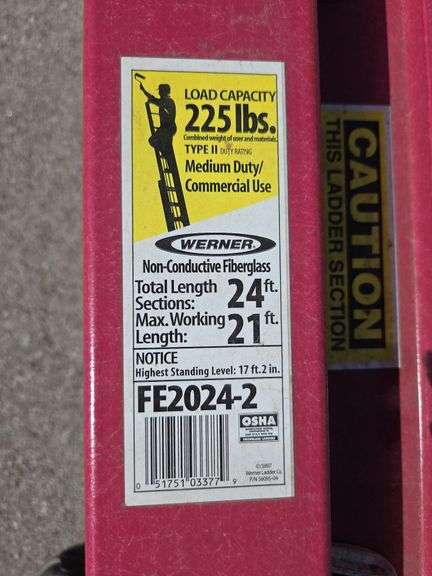 LOAD CAPACITY
225 lbs.
Combined weight of user and materials.
TYPE II DUTY RATING
Medium Duty/
Commercial Use
WERNER
Non-Conductive Fiberglass
Total Length
Sections: 24 ft.
Max. Working
Length: 21 ft.
NOTICE
Highest Standing Level: 17 ft. 2 in.
FE2024-2
OSHA
0 51751 03377 9
Werner Ladder Co.
CAUTION
THIS LADDER SECTION